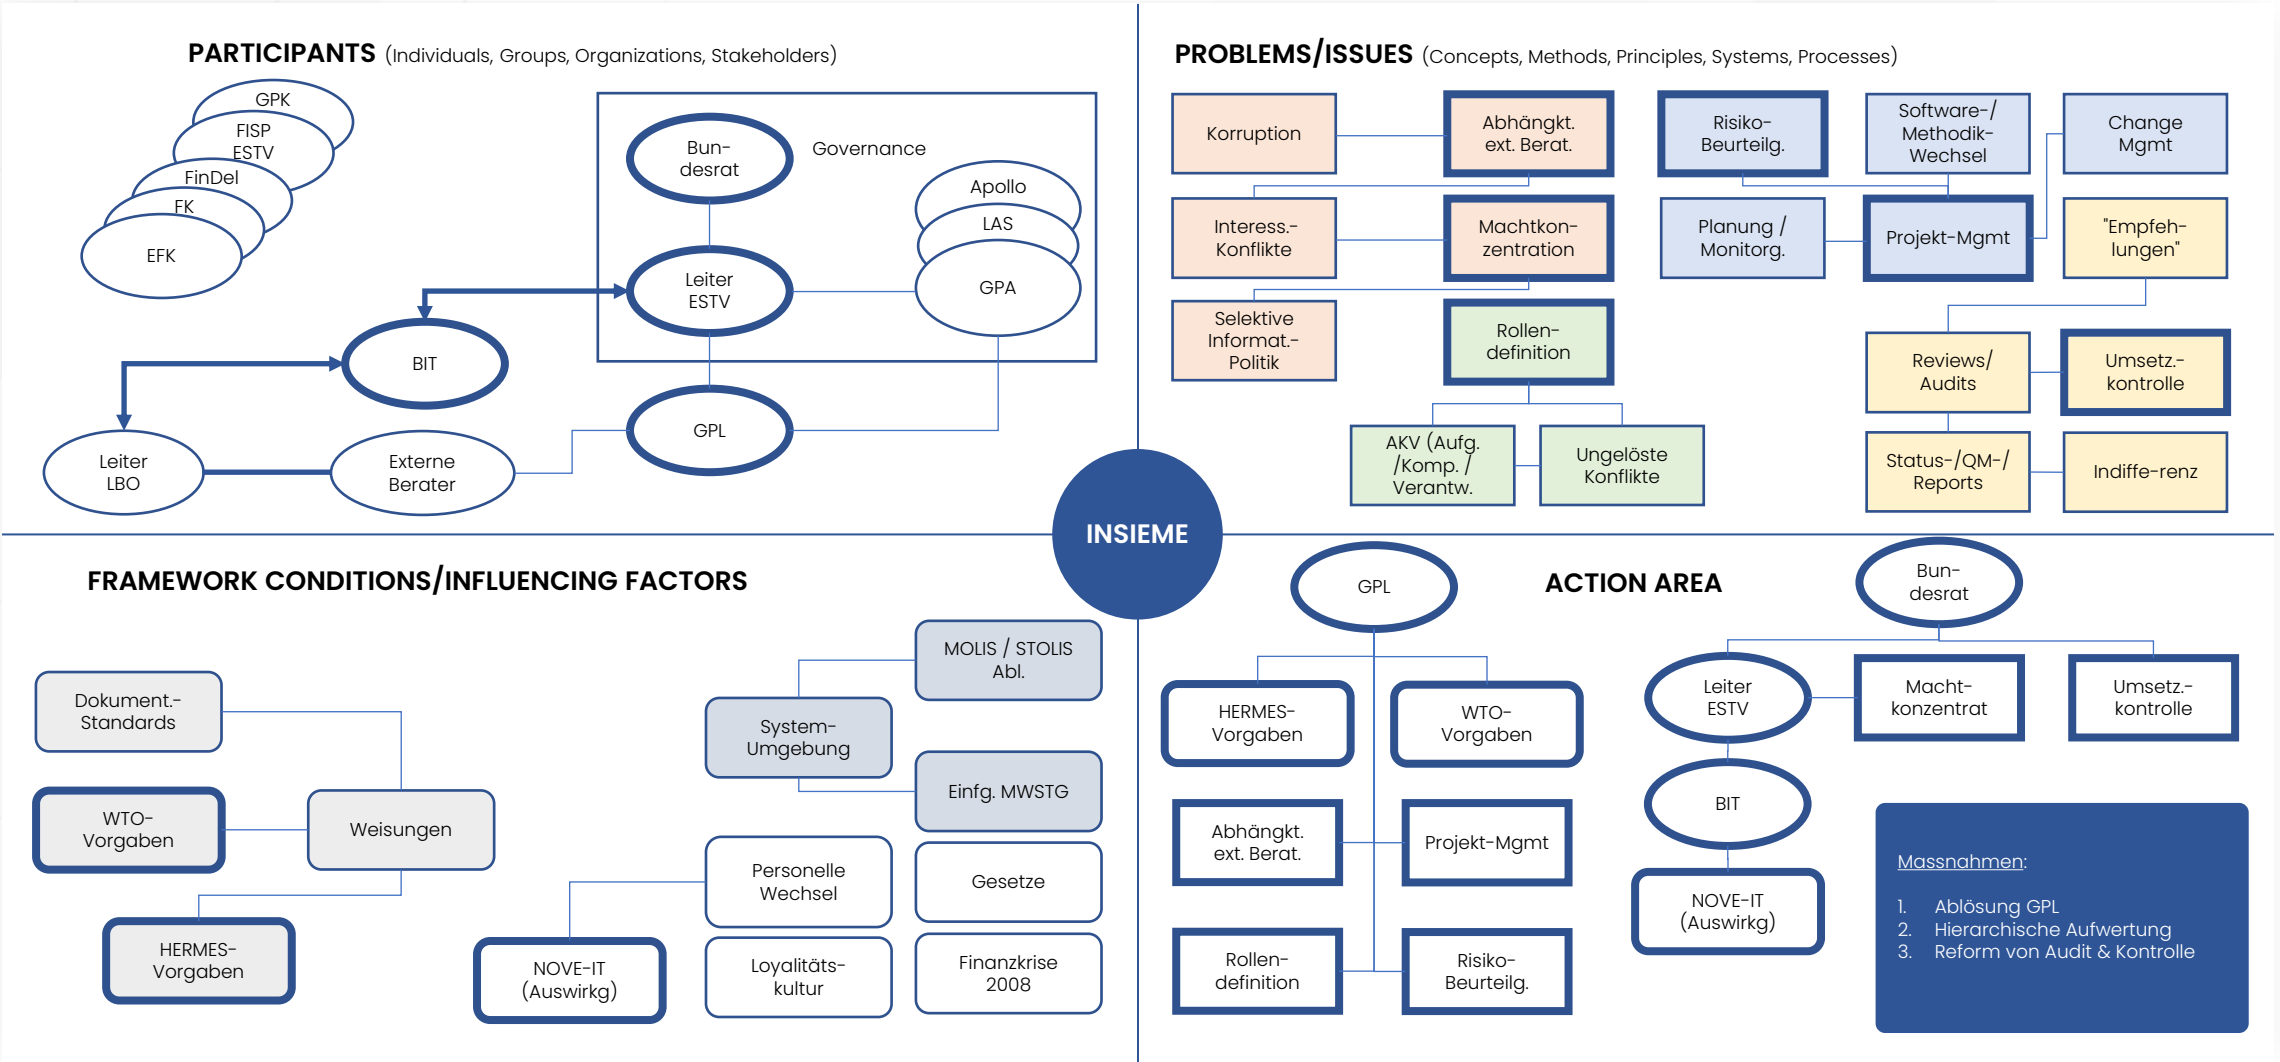 PARTICIPANTS (Individuals, Groups, Organizations, Stakeholders)
GPK
FISP
ESTV
FinDel
FK
EFK
Bun-
desrat
Governance
Apollo
LAS
GPA
Leiter
ESTV
BIT
GPL
Leiter
LBO
Externe
Berater
PROBLEMS/ISSUES (Concepts, Methods, Principles, Systems, Processes)
Korruption
Abhängkt.
ext. Berat.
Risiko-
Beurteilg.
Software-/
Methodik-
Wechsel
Change
Mgmt
Interess.-
Konflikte
Machtkon-
zentration
Planung /
Monitorg.
Projekt-Mgmt
"Empfeh-
lungen"
Selektive
Informat.-
Politik
Rollen-
definition
Reviews/
Audits
Umsetz.-
kontrolle
AKV (Aufg.
/Komp. /
Verantw.
Ungelöste
Konflikte
Status-/QM-/
Reports
Indiffe-renz
INSIEME
FRAMEWORK CONDITIONS/INFLUENCING FACTORS
Dokument.-
Standards
WTO-
Vorgaben
Weisungen
HERMES-
Vorgaben
MOLIS / STOLIS
Abl.
System-
Umgebung
Einfg. MWSTG
Personelle
Wechsel
Gesetze
NOVE-IT
(Auswirkg)
Loyalitäts-
kultur
Finanzkrise
2008
ACTION AREA
GPL
HERMES-
Vorgaben
WTO-
Vorgaben
Abhängkt.
ext. Berat.
Projekt-Mgmt
Rollen-
definition
Risiko-
Beurteilg.
Bun-
desrat
Leiter
ESTV
Macht-
konzentrat
Umsetz.-
kontrolle
BIT
NOVE-IT
(Auswirkg)
Massnahmen:
1. Ablösung GPL
2. Hierarchische Aufwertung
3. Reform von Audit & Kontrolle